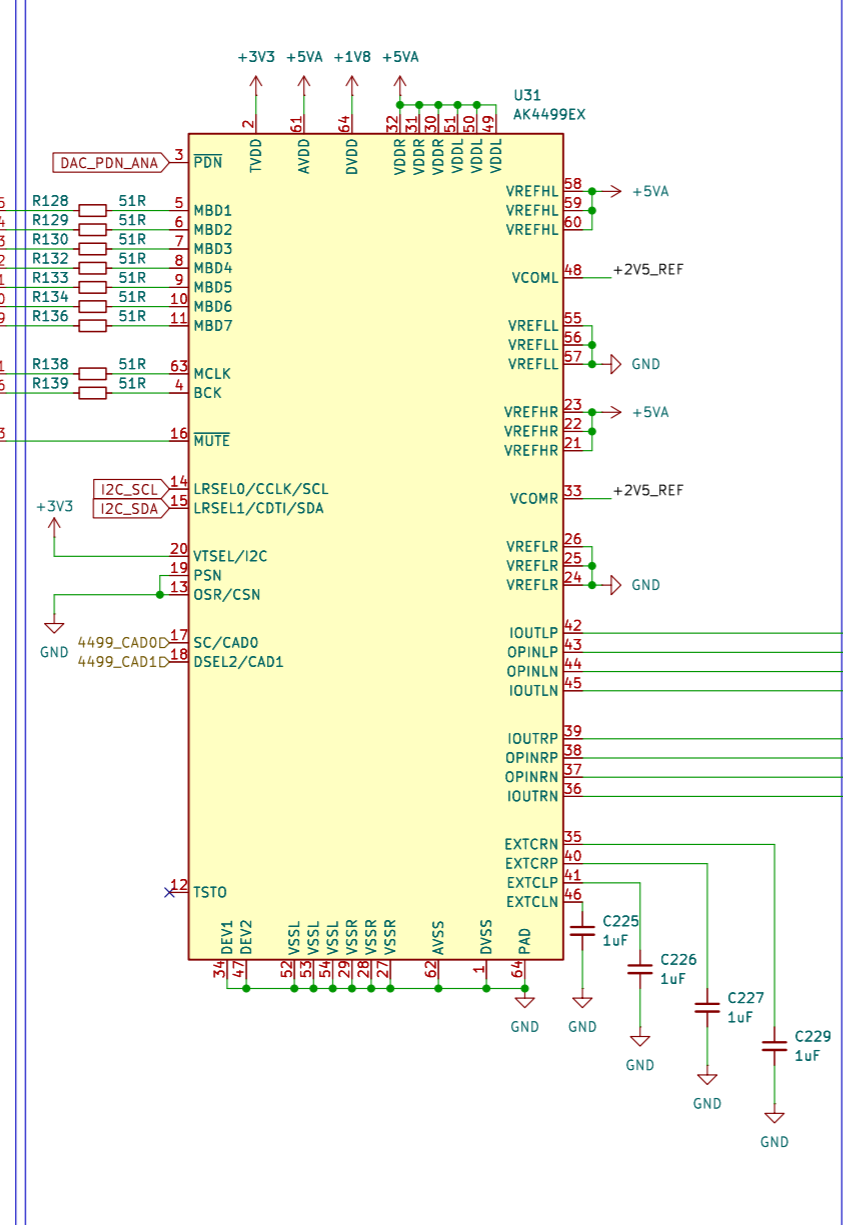 +3V3 +5VA +1V8 +5VA
U31
AK4499EX
2 61 64 32 31 30 51 50 49
TVDD AVDD DVDD VDDR VDDR VDDR VDDL VDDL VDDL
DAC_PDN_ANA 3 PDN
58 VREFHL +5VA
59 VREFHL
60 VREFHL
R128 51R 5 MBD1
R129 51R 6 MBD2
R130 51R 7 MBD3
R132 51R 8 MBD4
R133 51R 9 MBD5
R134 51R 10 MBD6
R136 51R 11 MBD7
VCOML 48 +2V5_REF
VREFLL 55
VREFLL 56
VREFLL 57 GND
R138 51R 63 MCLK
R139 51R 4 BCK
VREFHR 23 +5VA
VREFHR 22
VREFHR 21
16 MUTE
I2C_SCL 14 LRSEL0/CCLK/SCL
I2C_SDA 15 LRSEL1/CDTI/SDA
VCOMR 33 +2V5_REF
+3V3
20 VTSEL/I2C
19 PSN
13 OSR/CSN
GND
VREFLR 26
VREFLR 25
VREFLR 24 GND
4499_CAD0 17 SC/CAD0
4499_CAD1 18 DSEL2/CAD1
IOUTLP 42
OPINLP 43
OPINLN 44
IOUTLN 45
IOUTRP 39
OPINRP 38
OPINRN 37
IOUTRN 36
EXTCRN 35
EXTCRP 40
EXTCLP 41
EXTCLN 46
12 TSTO
DEV1 DEV2 VSSL VSSL VSSL VSSR VSSR VSSR AVSS DVSS PAD
34 47 52 53 54 29 28 27 62 1 64
GND
C225
1uF
GND
C226
1uF
GND
C227
1uF
GND
C229
1uF
GND